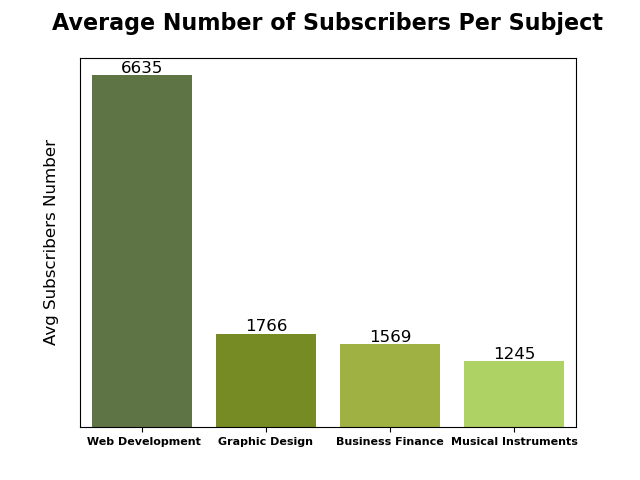 Average Number of Subscribers Per Subject
Avg Subscribers Number
6635
1766
1569
1245
Web Development
Graphic Design
Business Finance
Musical Instruments